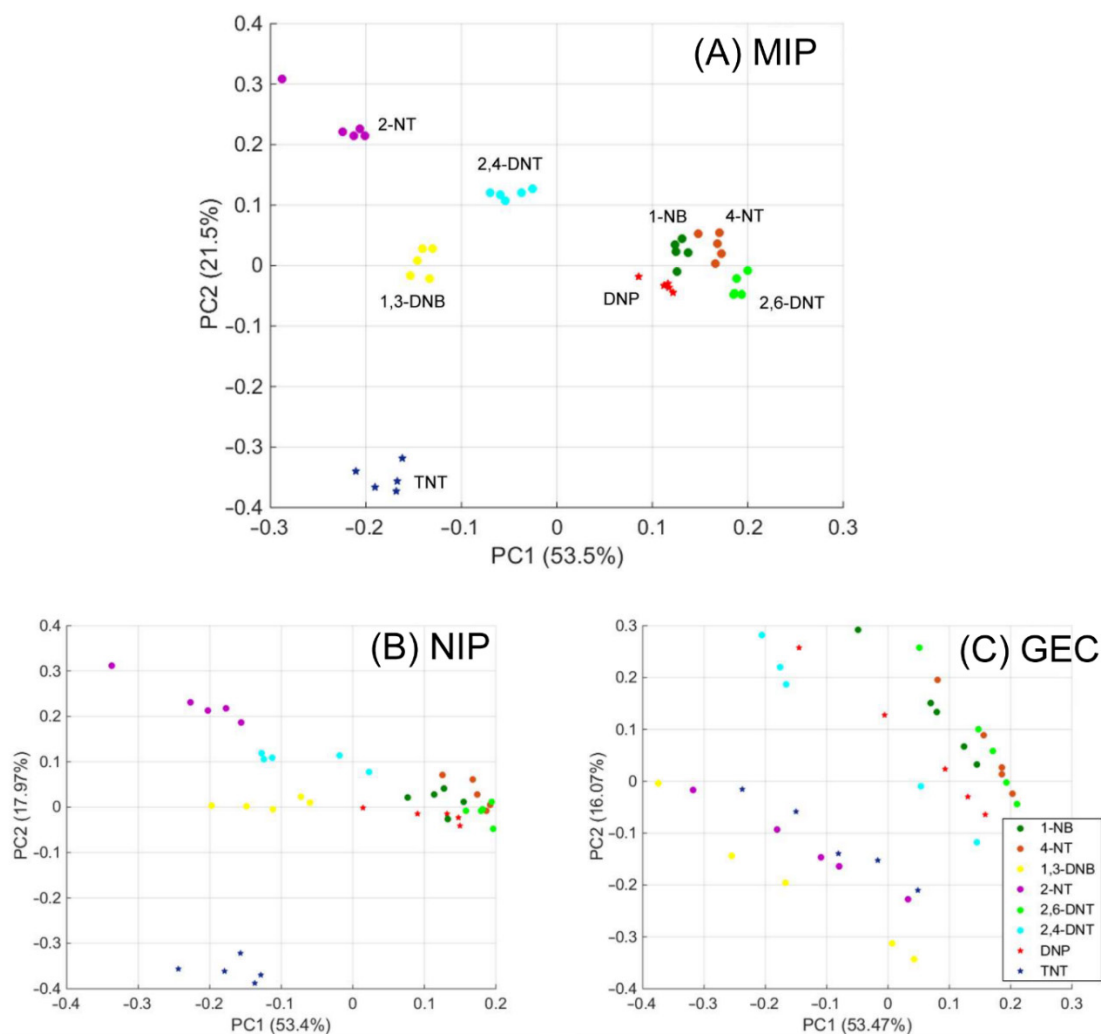 (A) MIP
0.4
0.3
0.2
0.1
0
−0.1
−0.2
−0.3
−0.4
PC2 (21.5%)
2-NT
2,4-DNT
1-NB
4-NT
1,3-DNB
DNP
2,6-DNT
TNT
−0.3 −0.2 −0.1 0 0.1 0.2 0.3
PC1 (53.5%)
(B) NIP
0.4
0.3
0.2
0.1
0
−0.1
−0.2
−0.3
−0.4
PC2 (17.97%)
−0.4 −0.3 −0.2 −0.1 0 0.1 0.2
PC1 (53.4%)
(C) GEC
0.3
0.2
0.1
0
−0.1
−0.2
−0.3
−0.4
PC2 (16.07%)
1-NB
4-NT
1,3-DNB
2-NT
2,6-DNT
2,4-DNT
DNP
TNT
−0.4 −0.3 −0.2 −0.1 0 0.1 0.2 0.3
PC1 (53.47%)